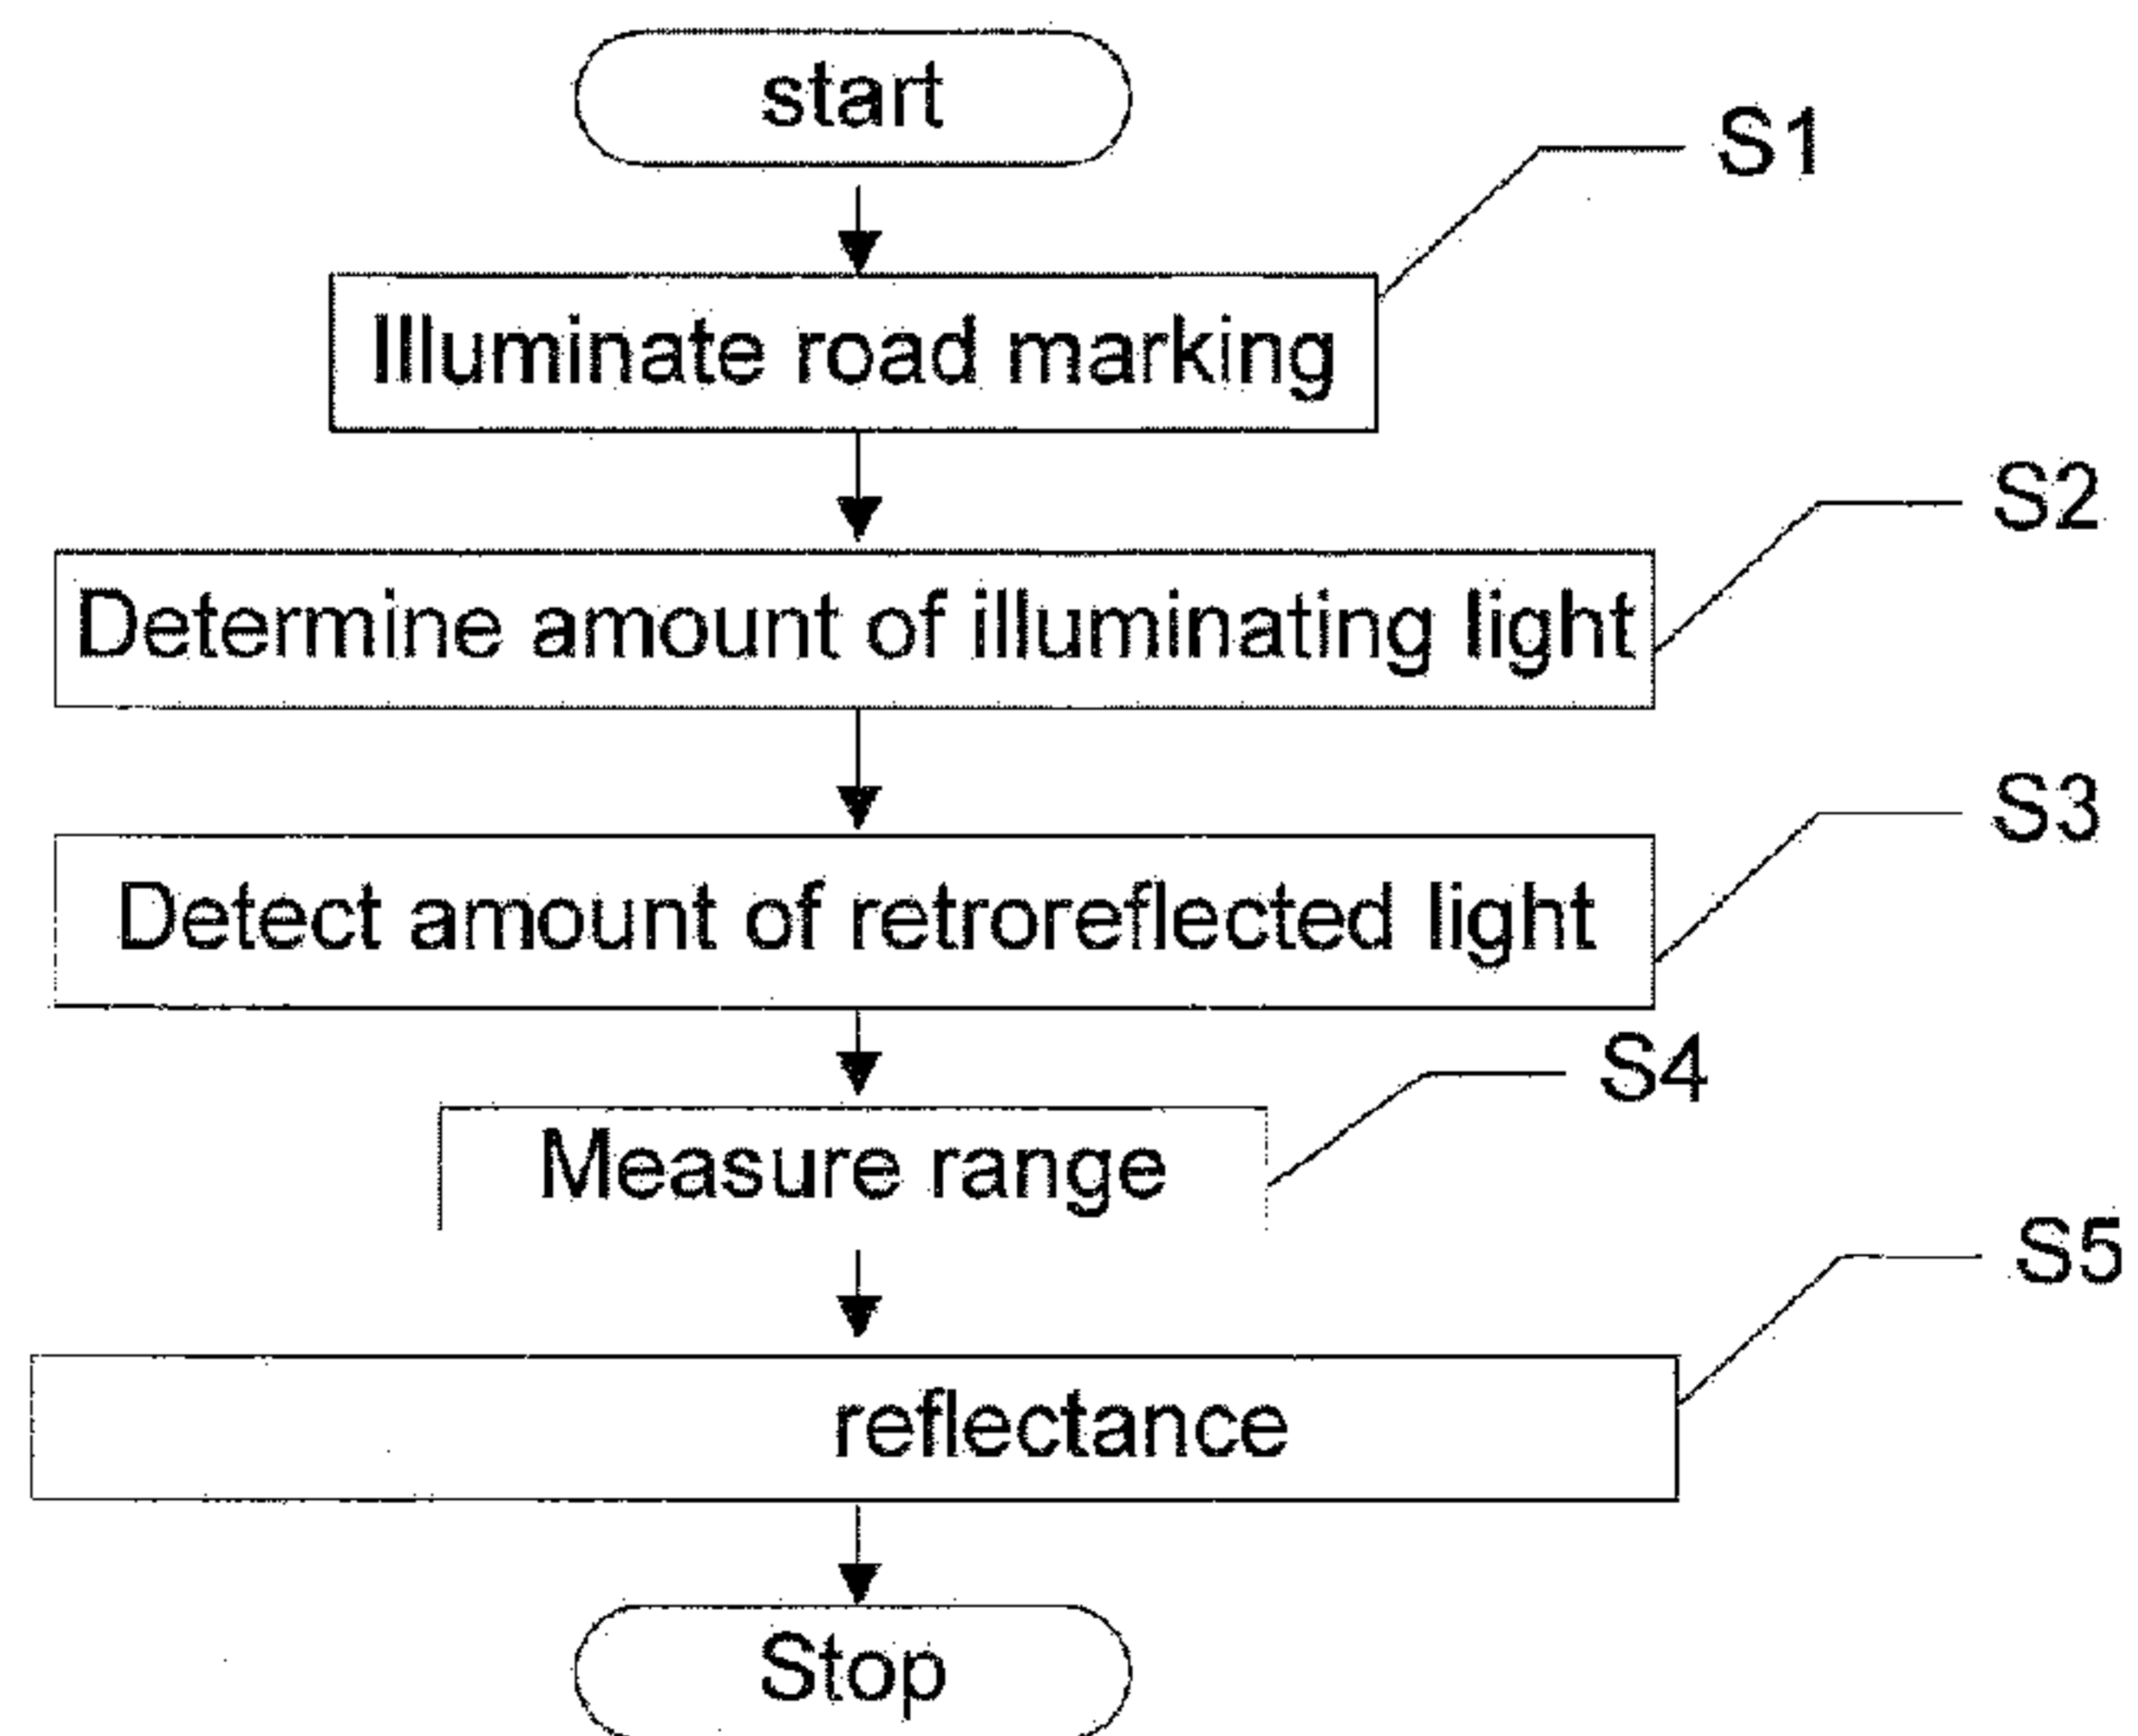 start
S1
Illuminate road marking
S2
Determine amount of illuminating light
S3
Detect amount of retroreflected light
S4
Measure range
S5
reflectance
Stop